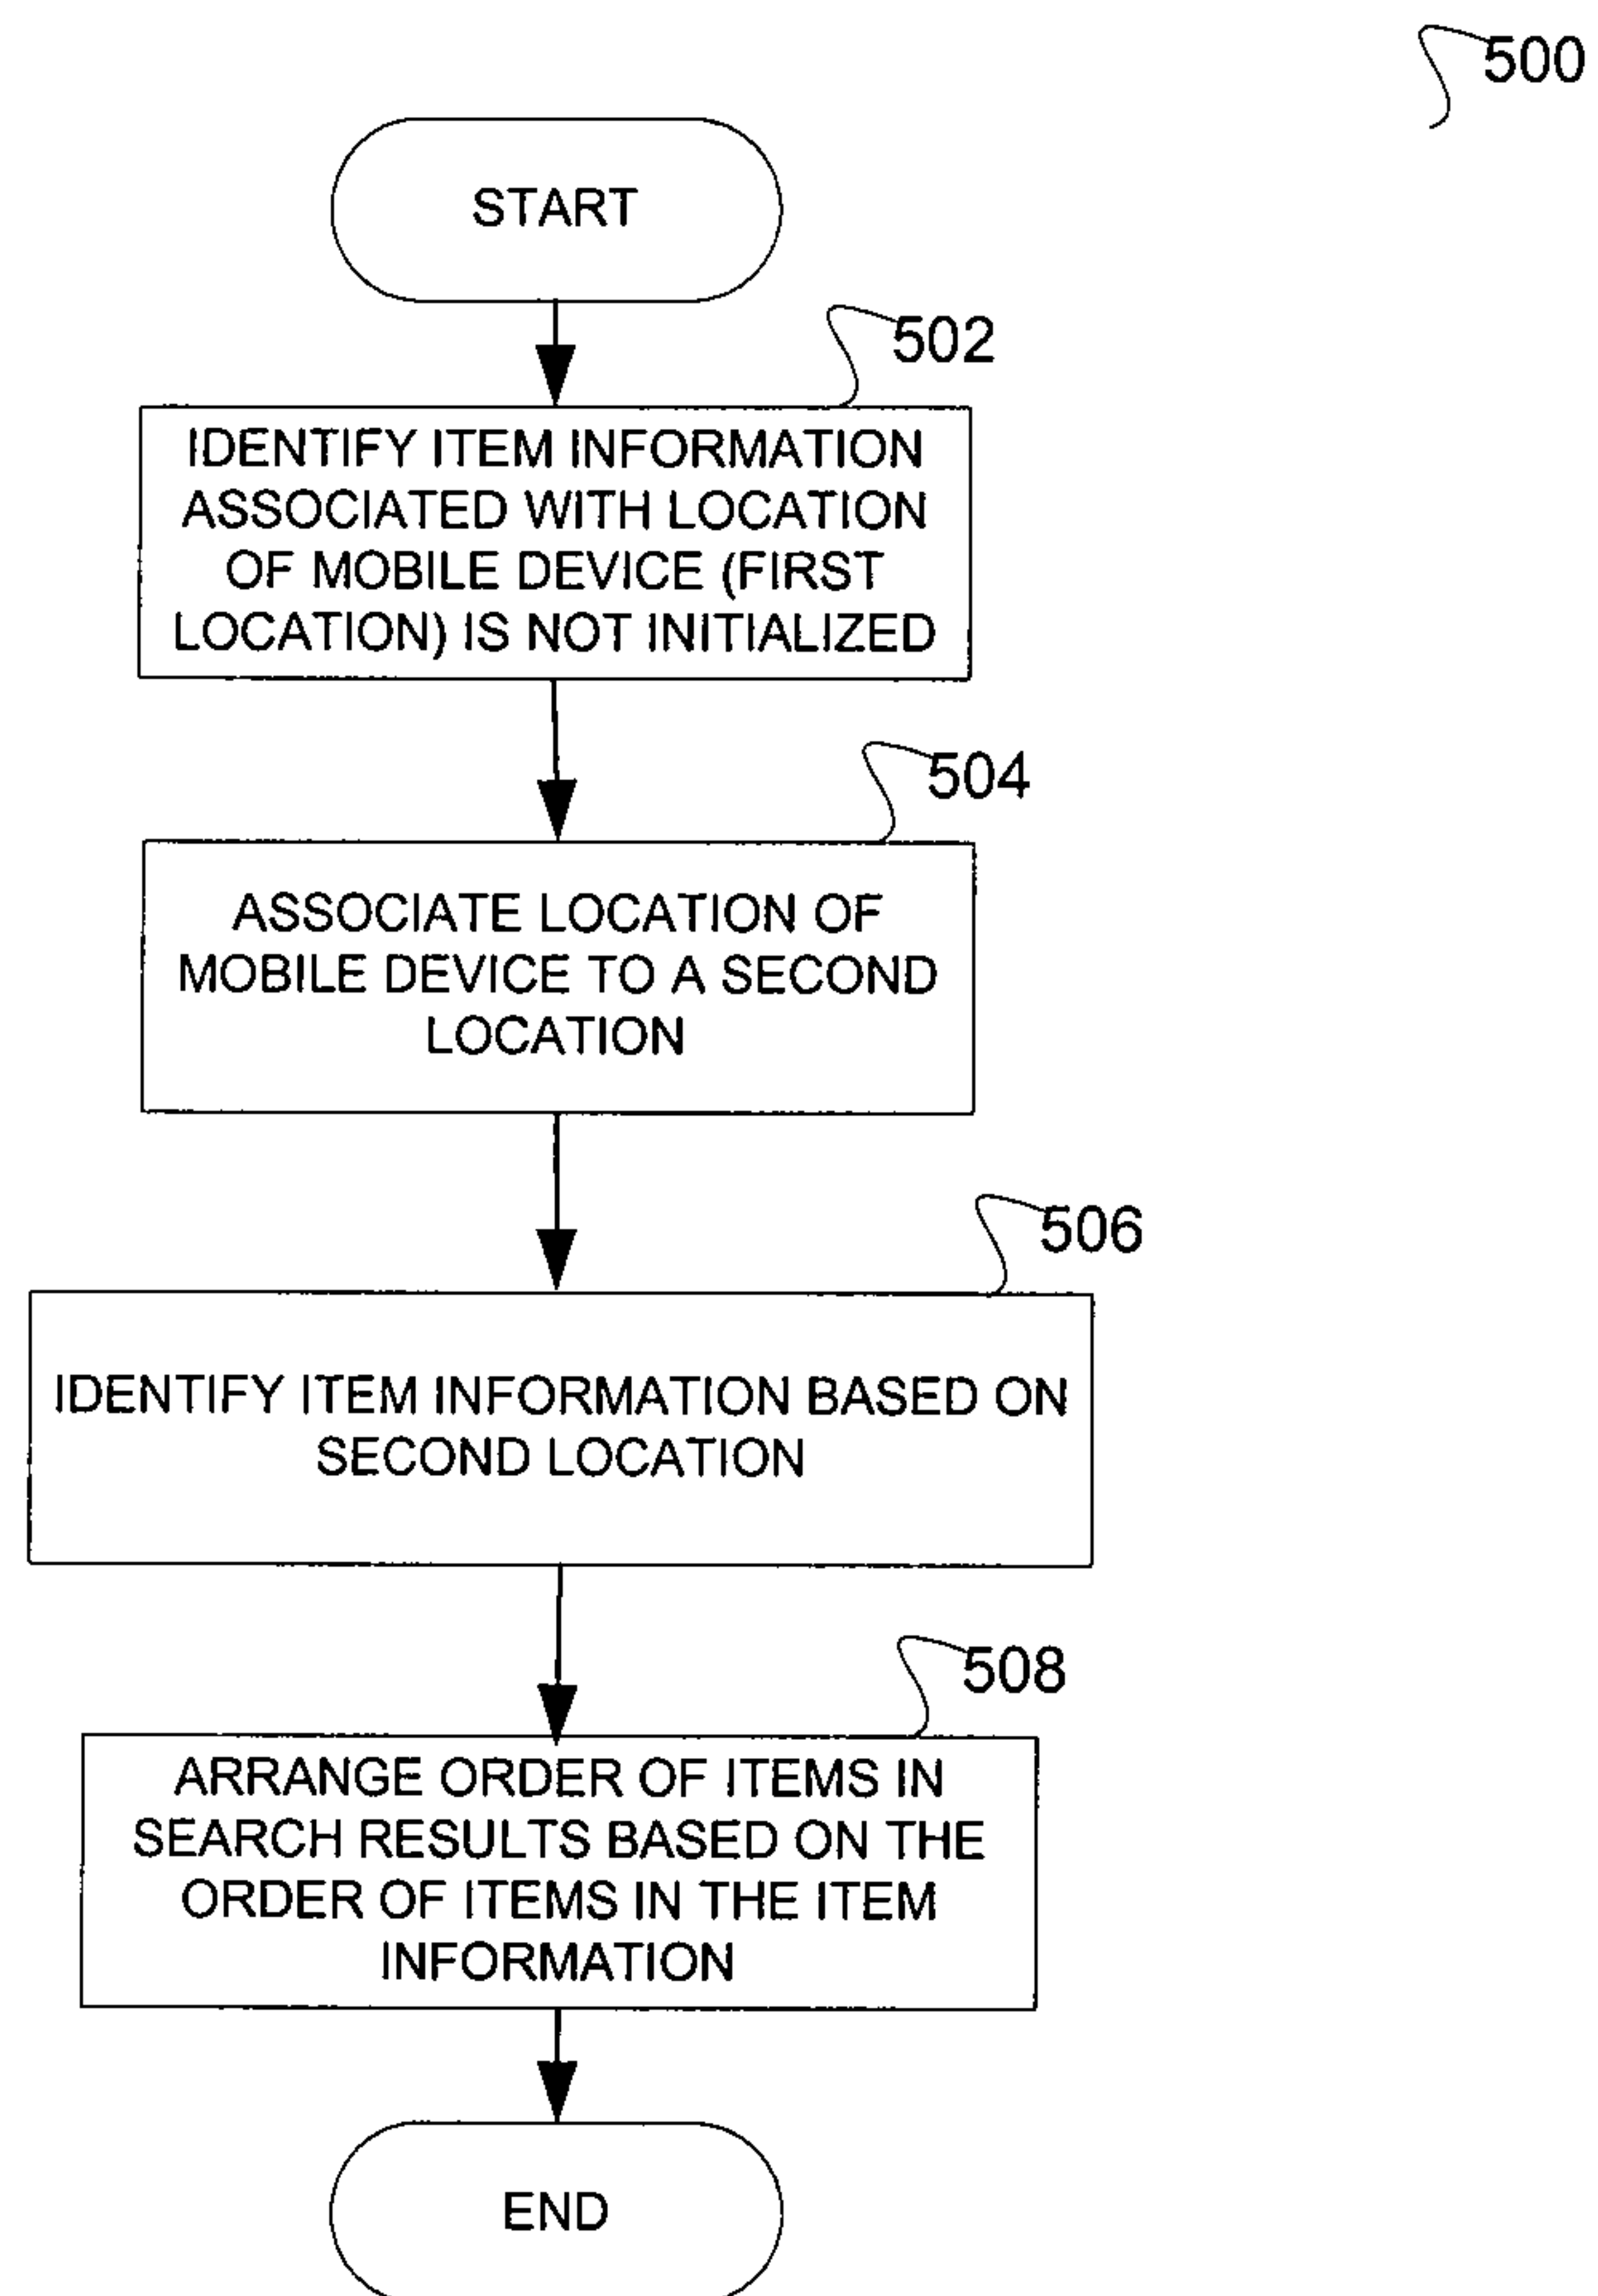 500
START
502
IDENTIFY ITEM INFORMATION
ASSOCIATED WITH LOCATION
OF MOBILE DEVICE (FIRST
LOCATION) IS NOT INITIALIZED
504
ASSOCIATE LOCATION OF
MOBILE DEVICE TO A SECOND
LOCATION
506
IDENTIFY ITEM INFORMATION BASED ON
SECOND LOCATION
508
ARRANGE ORDER OF ITEMS IN
SEARCH RESULTS BASED ON THE
ORDER OF ITEMS IN THE ITEM
INFORMATION
END